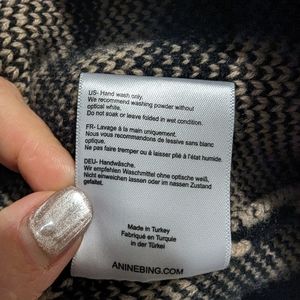 US- Hand wash only.
We recommend washing powder without
optical white.
Do not soak or leave folded in wet condition.
FR- Lavage à la main uniquement.
Nous vous recommendons de lessive sans blanc
optique.
Ne pas faire tremper ou à laisser plié à l'état humide.
DEU- Handwäsche.
Wir empfehlen Waschmittel ohne optische weiß.
Nicht einweichen lassen oder im nassen Zustand
gefaltet.
Made in Turkey
Fabriqué en Turquie
in der Türkei
ANINEBING.COM